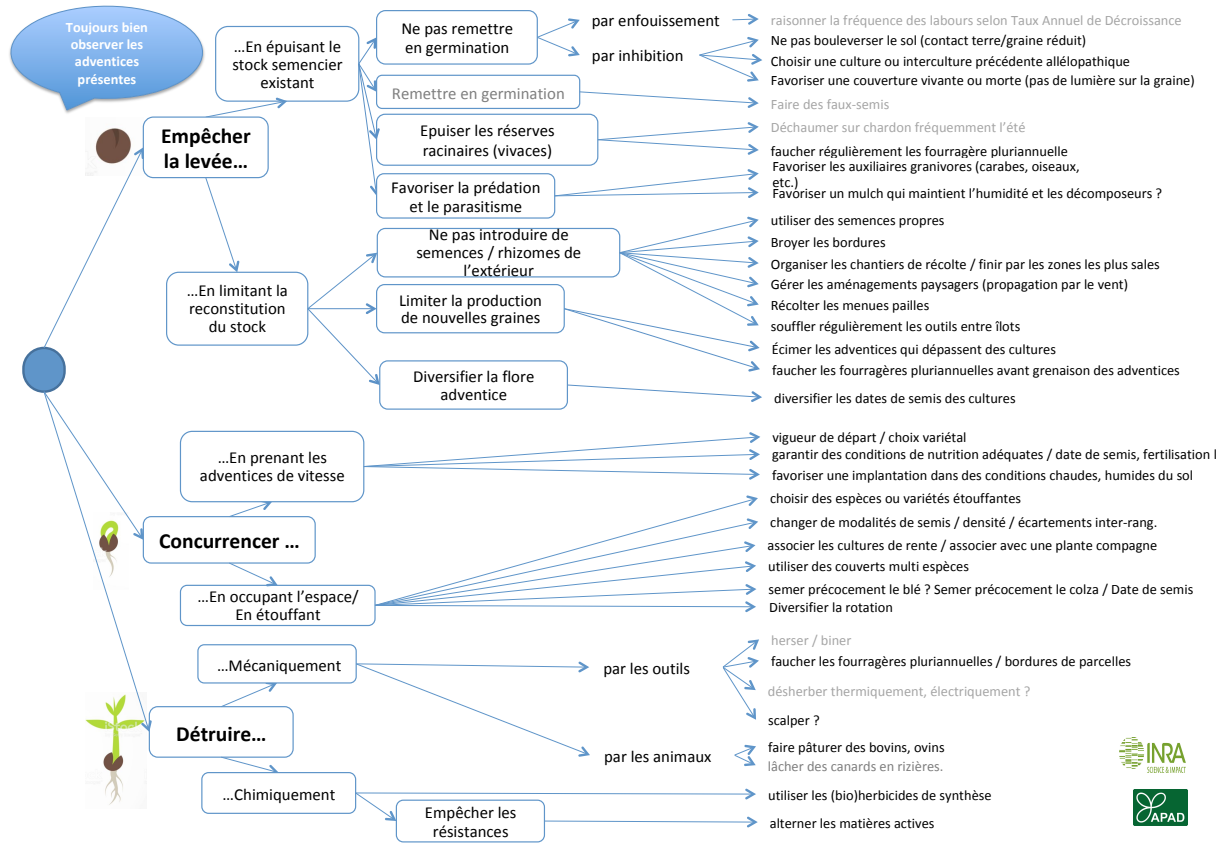 Toujours bien
observer les
adventices
présentes
Empêcher
la levée…
…En épuisant le
stock semencier
existant
Ne pas remettre
en germination
par enfouissement
raisonner la fréquence des labours selon Taux Annuel de Décroissance
par inhibition
Ne pas bouleverser le sol (contact terre/graine réduit)
Choisir une culture ou interculture précédente allélopathique
Favoriser une couverture vivante ou morte (pas de lumière sur la graine)
Remettre en germination
Faire des faux-semis
Epuiser les réserves
racinaires (vivaces)
Déchaumer sur chardon fréquemment l’été
faucher régulièrement les fourragère pluriannuelle
Favoriser la prédation
et le parasitisme
Favoriser les auxiliaires granivores (carabes, oiseaux,
etc.)
Favoriser un mulch qui maintient l’humidité et les décomposeurs ?
…En limitant la
reconstitution
du stock
Ne pas introduire de
semences / rhizomes de
l’extérieur
utiliser des semences propres
Broyer les bordures
Organiser les chantiers de récolte / finir par les zones les plus sales
Gérer les aménagements paysagers (propagation par le vent)
Récolter les menues pailles
souffler régulièrement les outils entre îlots
Limiter la production
de nouvelles graines
Écimer les adventices qui dépassent des cultures
faucher les fourragères pluriannuelles avant grenaison des adventices
Diversifier la flore
adventice
diversifier les dates de semis des cultures
Concurrencer …
…En prenant les
adventices de vitesse
vigueur de départ / choix variétal
garantir des conditions de nutrition adéquates / date de semis, fertilisation l
favoriser une implantation dans des conditions chaudes, humides du sol
…En occupant l’espace/
En étouffant
choisir des espèces ou variétés étouffantes
changer de modalités de semis / densité / écartements inter-rang.
associer les cultures de rente / associer avec une plante compagne
utiliser des couverts multi espèces
semer précocement le blé ? Semer précocement le colza / Date de semis
Diversifier la rotation
Détruire…
…Mécaniquement
par les outils
herser / biner
faucher les fourragères pluriannuelles / bordures de parcelles
désherber thermiquement, électriquement ?
scalper ?
par les animaux
faire pâturer des bovins, ovins
lâcher des canards en rizières.
…Chimiquement
utiliser les (bio)herbicides de synthèse
Empêcher les
résistances
alterner les matières actives
INRA
SCIENCE & IMPACT
APAD